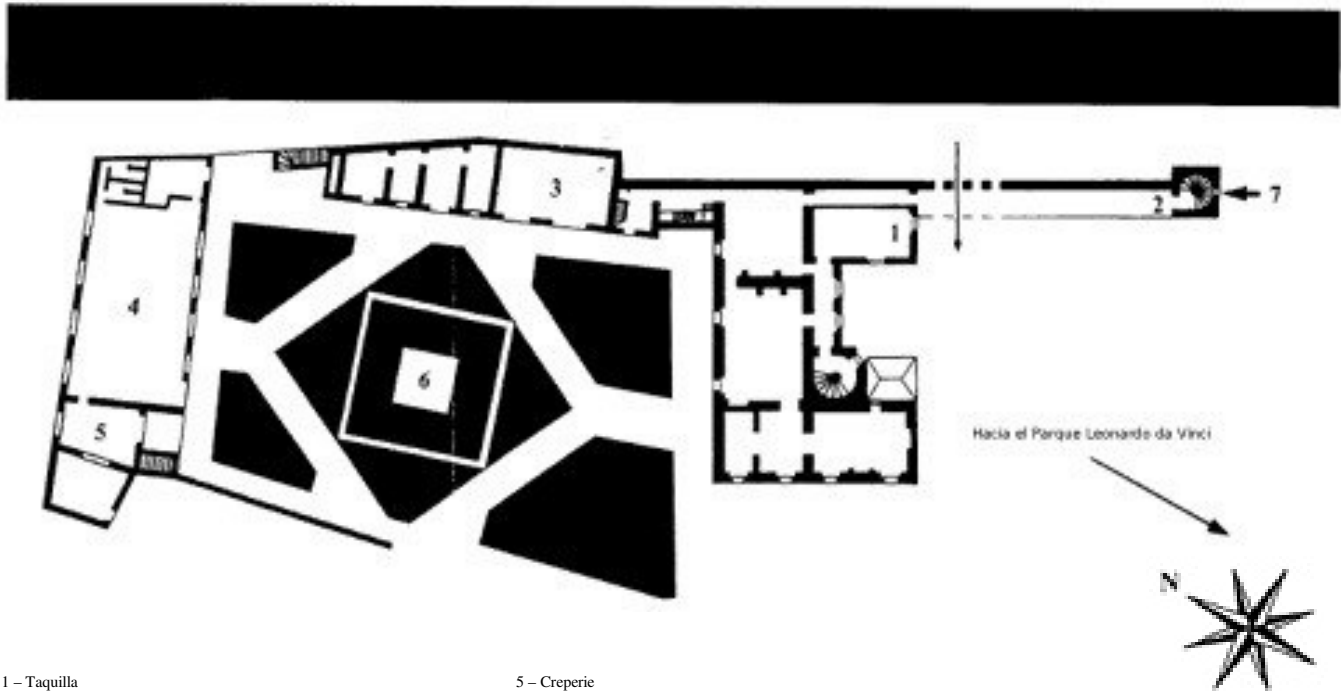 3
2
7
1
4
6
5
Hacia el Parque Leonardo da Vinci
N
1 – Taquilla
5 – Creperie